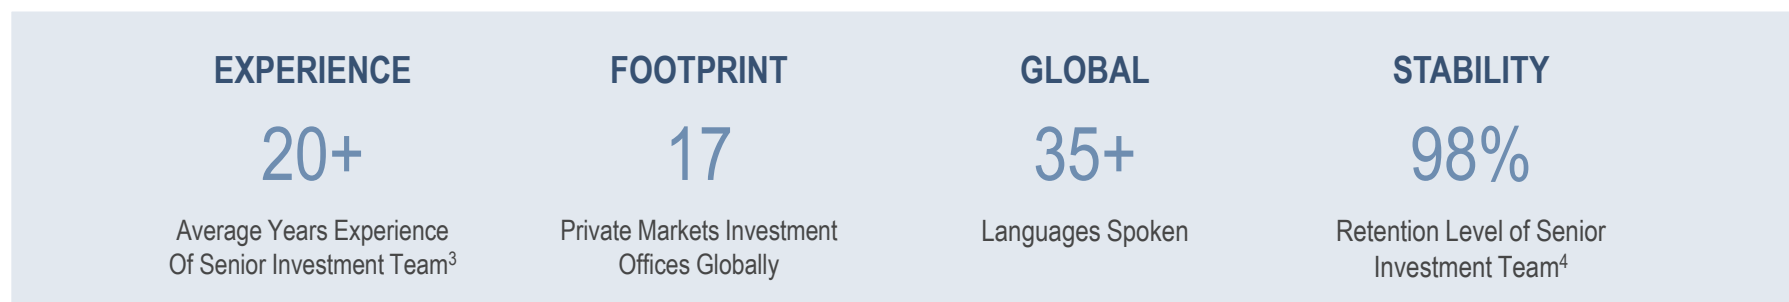 EXPERIENCE
20+
Average Years Experience
Of Senior Investment Team³
FOOTPRINT
17
Private Markets Investment
Offices Globally
GLOBAL
35+
Languages Spoken
STABILITY
98%
Retention Level of Senior
Investment Team⁴